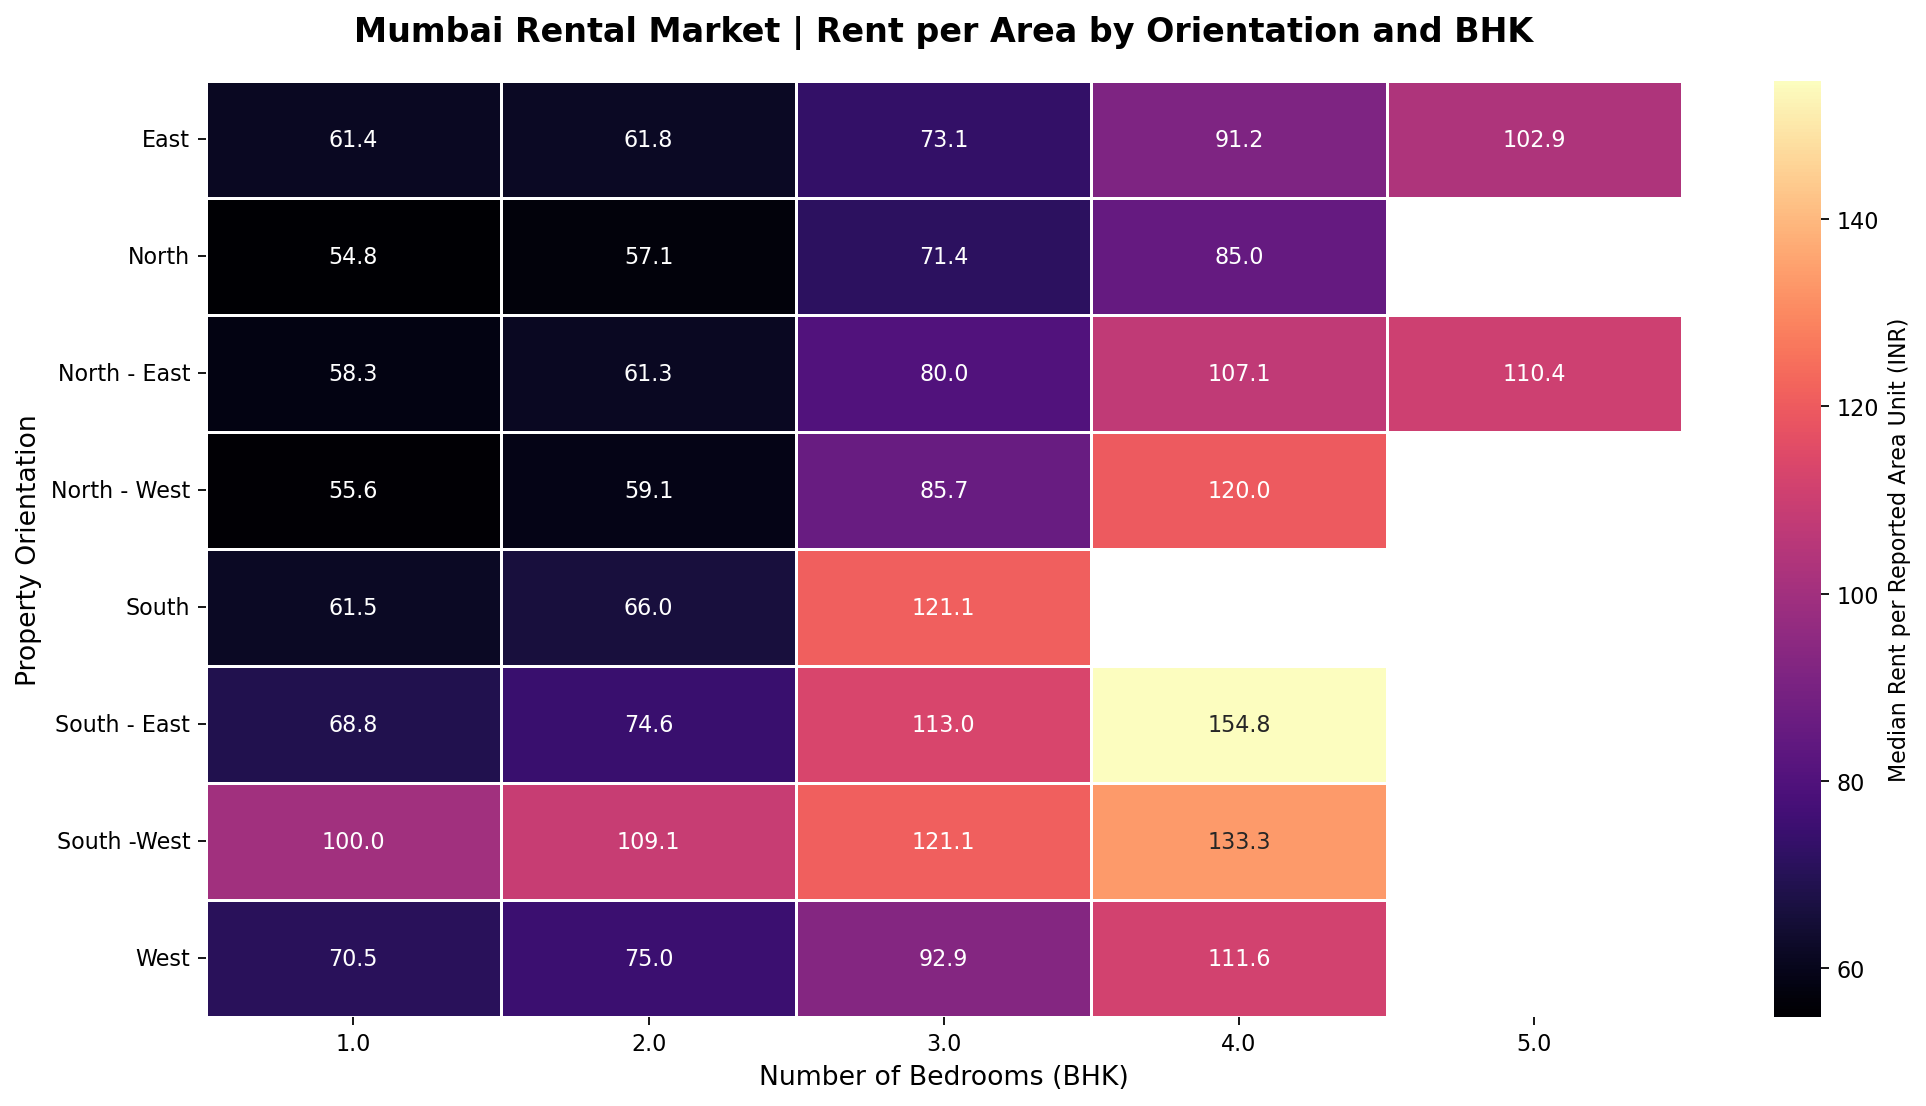 Mumbai Rental Market | Rent per Area by Orientation and BHK
Property Orientation
East 61.4 61.8 73.1 91.2 102.9
North 54.8 57.1 71.4 85.0
North - East 58.3 61.3 80.0 107.1 110.4
North - West 55.6 59.1 85.7 120.0
South 61.5 66.0 121.1
South - East 68.8 74.6 113.0 154.8
South -West 100.0 109.1 121.1 133.3
West 70.5 75.0 92.9 111.6
1.0 2.0 3.0 4.0 5.0
Number of Bedrooms (BHK)
140
120
100
80
60
Median Rent per Reported Area Unit (INR)